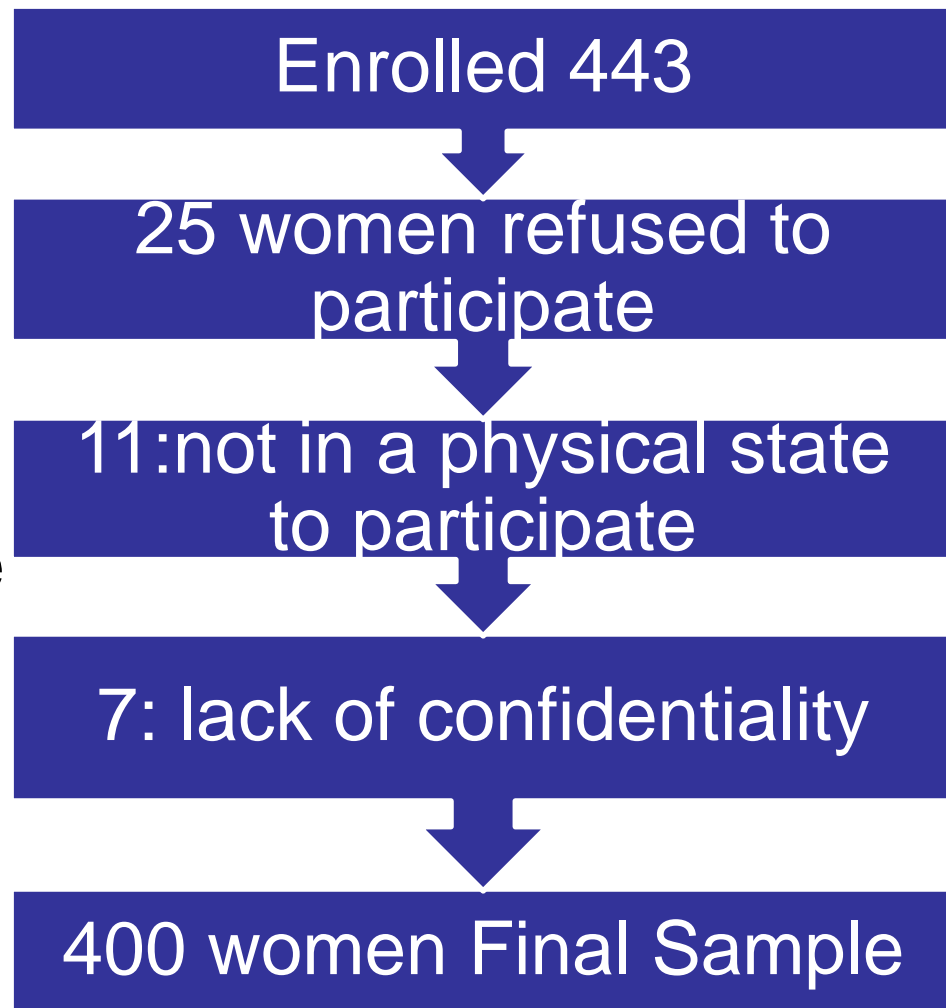 Enrolled 443
25 women refused to
participate
11:not in a physical state
to participate
e
7: lack of confidentiality
400 women Final Sample